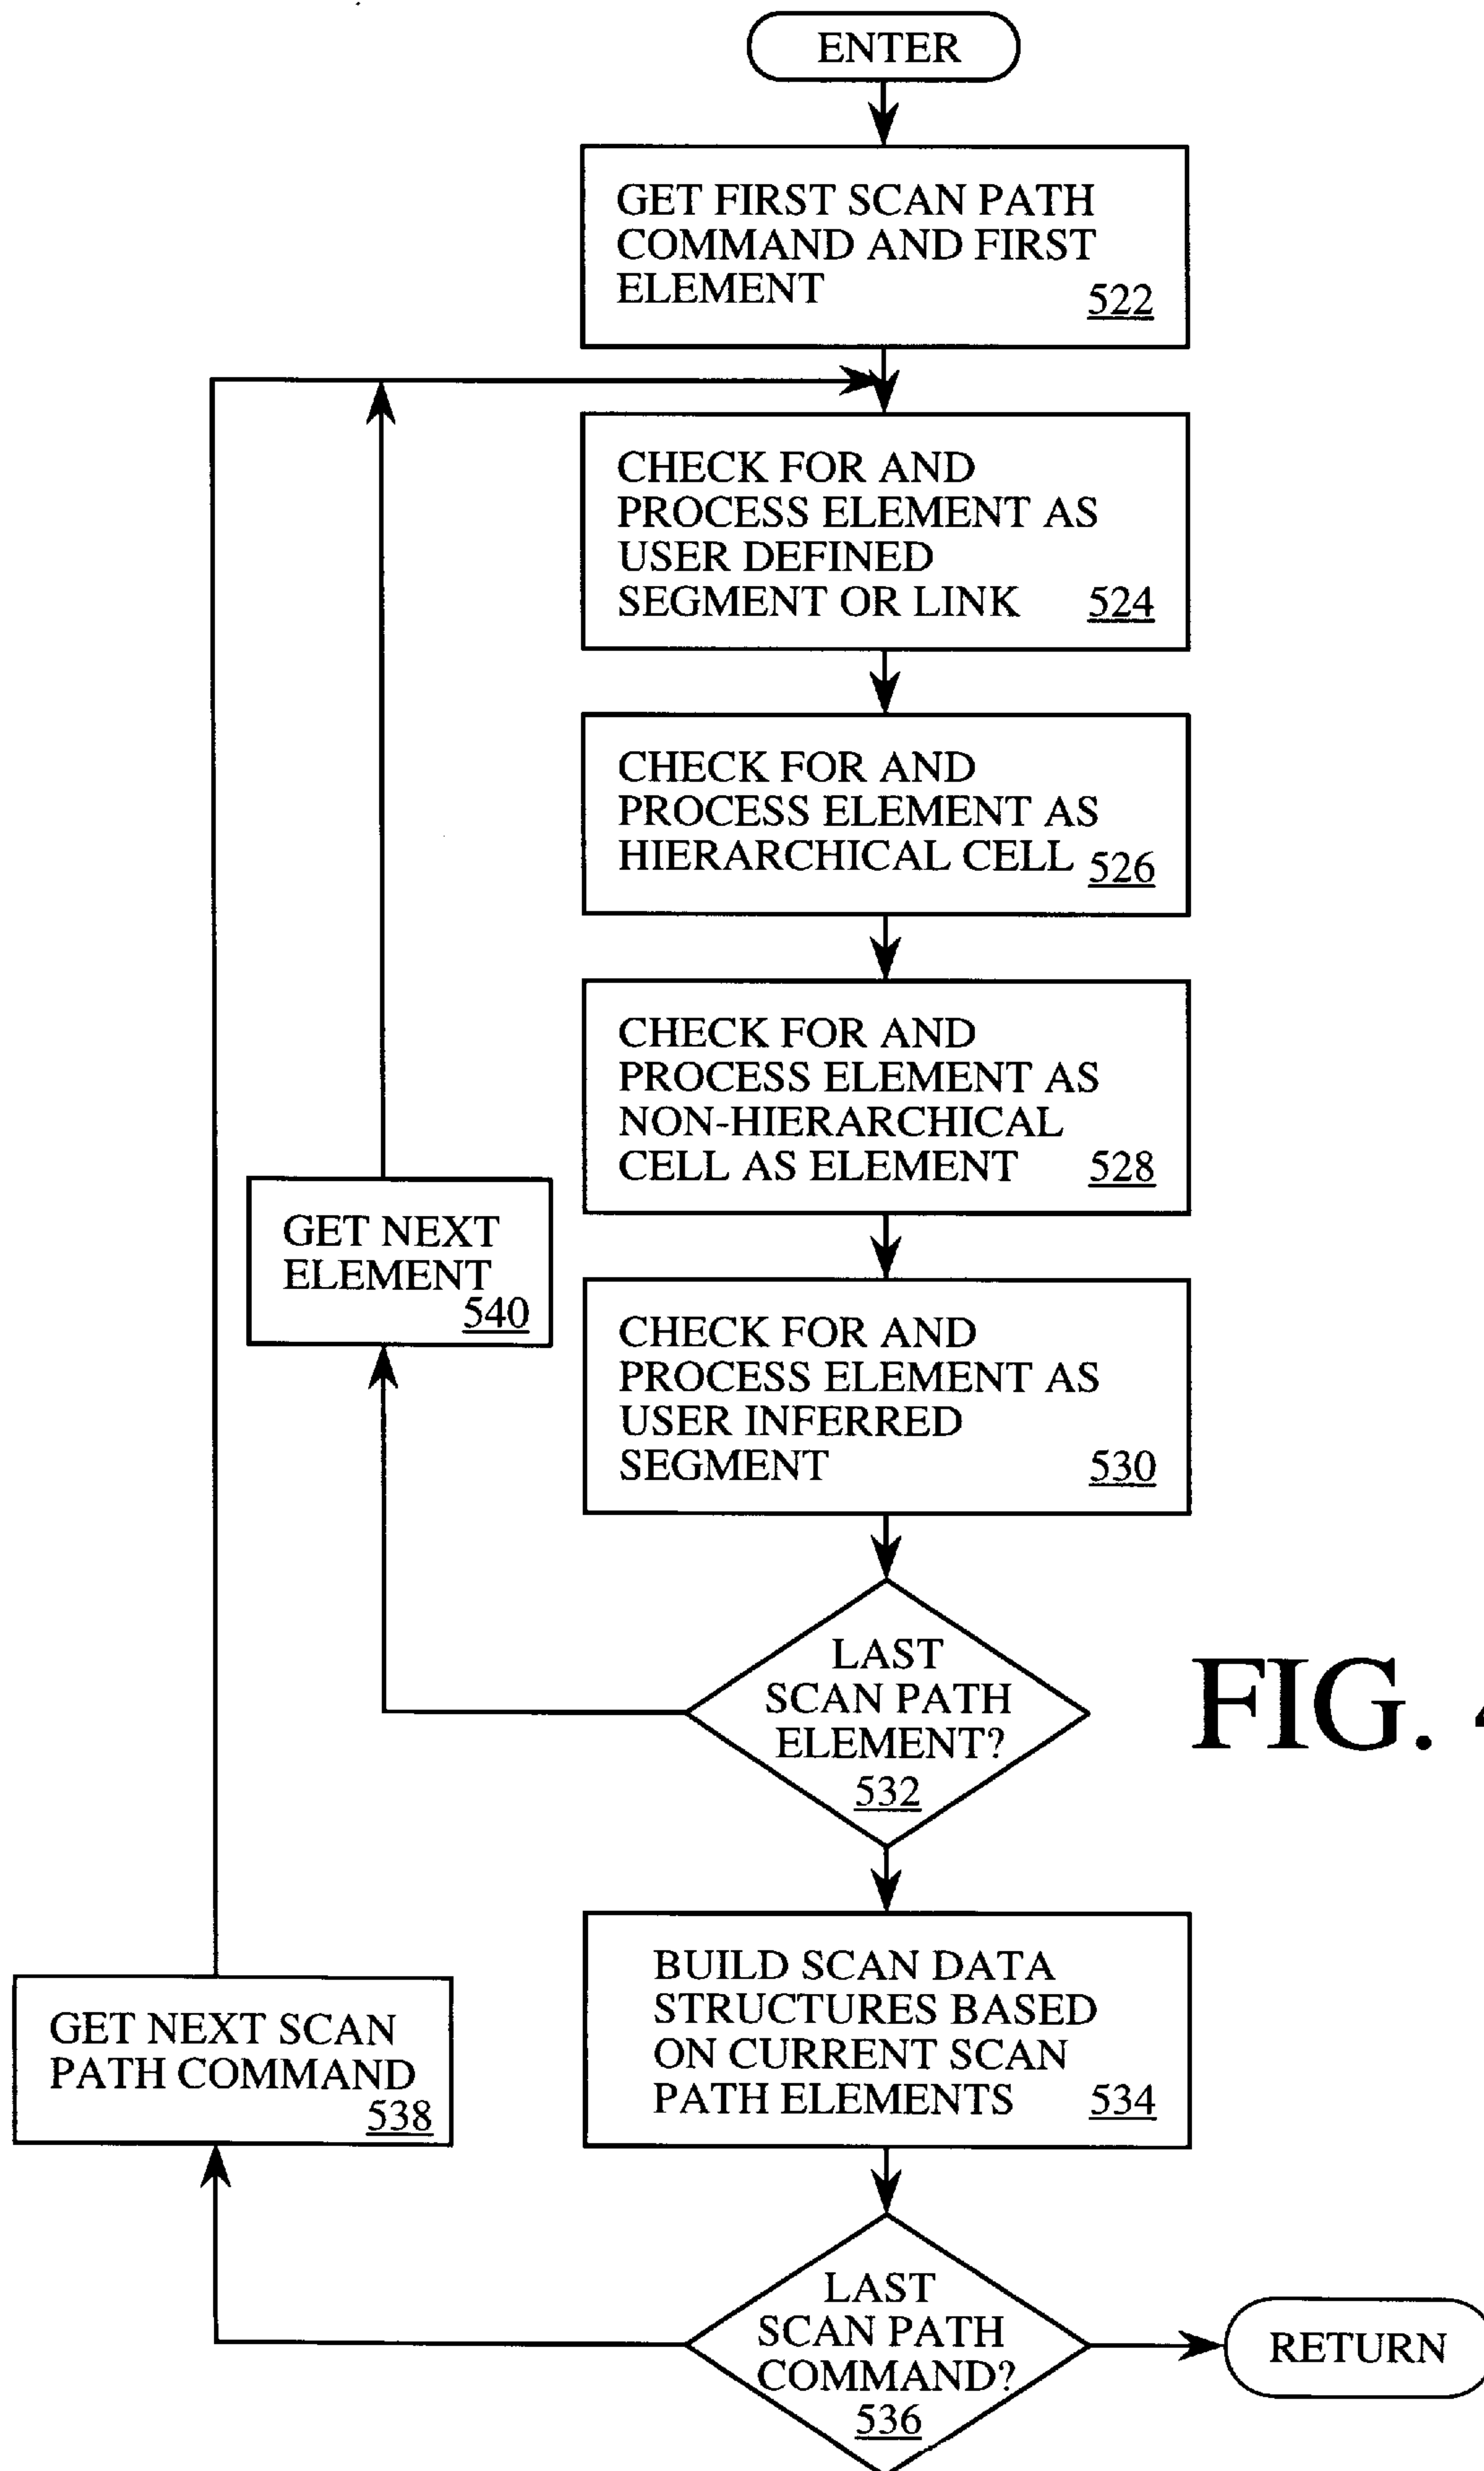 ENTER
GET FIRST SCAN PATH
COMMAND AND FIRST
ELEMENT
522
CHECK FOR AND
PROCESS ELEMENT AS
USER DEFINED
SEGMENT OR LINK 524
CHECK FOR AND
PROCESS ELEMENT AS
HIERARCHICAL CELL 526
CHECK FOR AND
PROCESS ELEMENT AS
NON-HIERARCHICAL
CELL AS ELEMENT 528
GET NEXT
ELEMENT
540
CHECK FOR AND
PROCESS ELEMENT AS
USER INFERRED
SEGMENT 530
LAST
SCAN PATH
ELEMENT?
532
FIG.
BUILD SCAN DATA
STRUCTURES BASED
ON CURRENT SCAN
PATH ELEMENTS 534
GET NEXT SCAN
PATH COMMAND
538
LAST
SCAN PATH
COMMAND?
536
RETURN